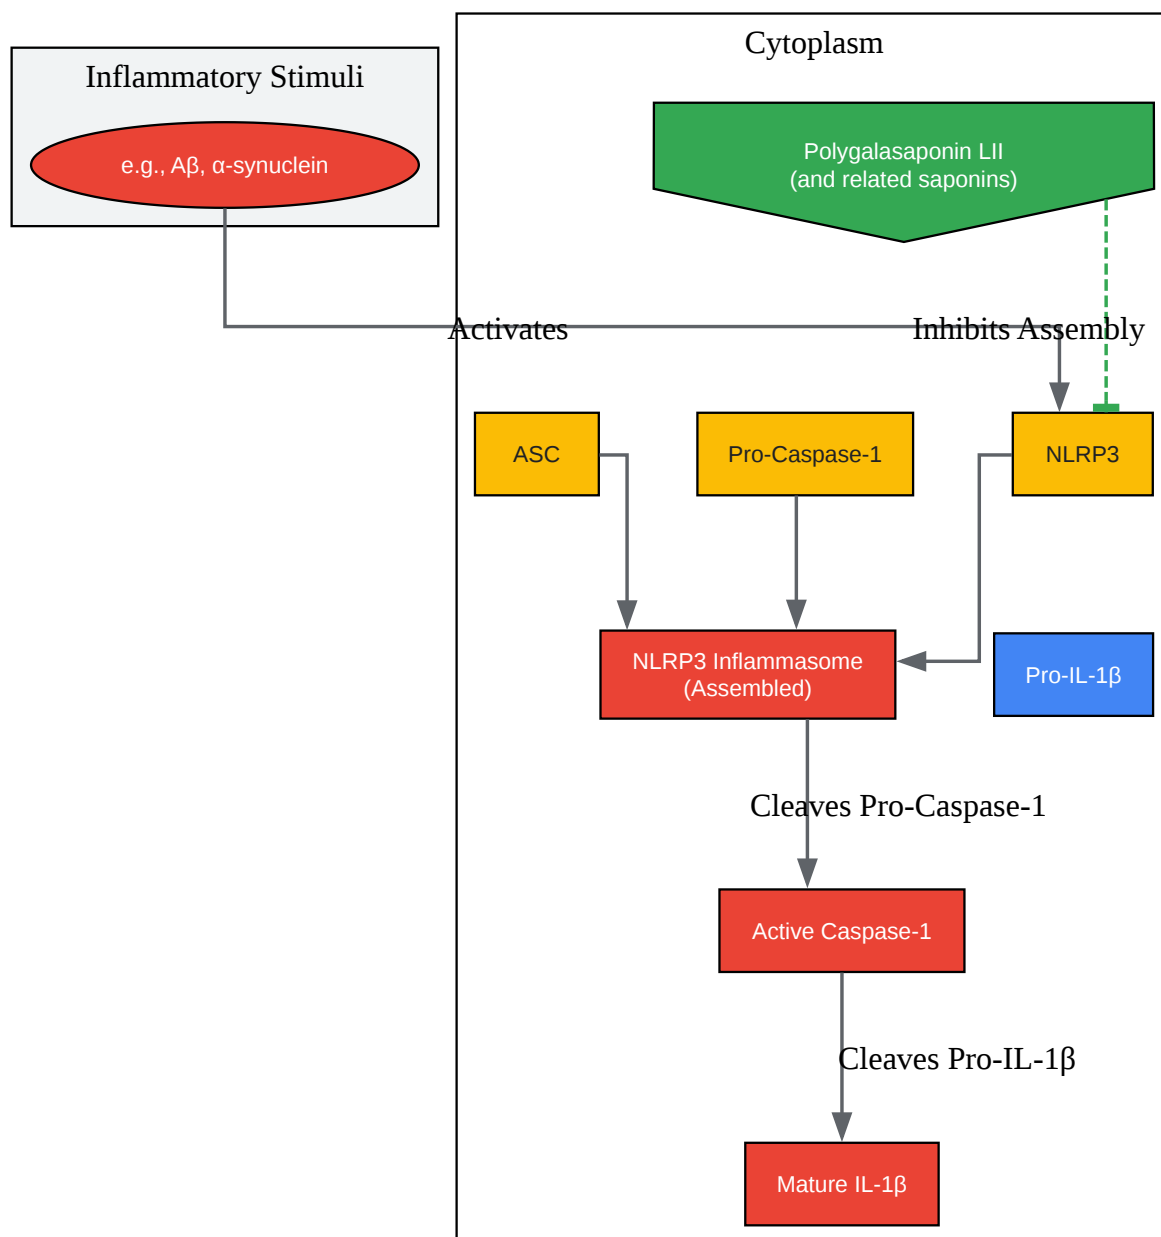 Cytoplasm
Inflammatory Stimuli
e.g., Aβ, α-synuclein
Polygalasaponin LII
(and related saponins)
Activates
Inhibits Assembly
ASC
Pro-Caspase-1
NLRP3
NLRP3 Inflammasome
(Assembled)
Pro-IL-1β
Cleaves Pro-Caspase-1
Active Caspase-1
Cleaves Pro-IL-1β
Mature IL-1β